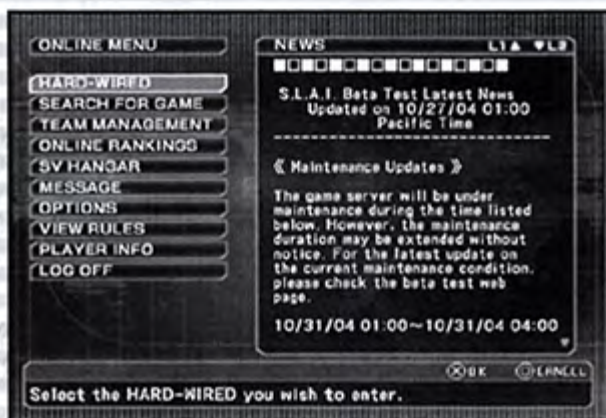 ONLINE MENU
HARD-WIRED
SEARCH FOR GAME
TEAM MANAGEMENT
ONLINE RANKINGS
SV HANGAR
MESSAGE
OPTIONS
VIEW RULES
PLAYER INFO
LOG OFF
NEWS L1▲ ▼L2
S.L.A.I. Beta Test Latest News
Updated on 10/27/04 01:00
Pacific Time
《 Maintenance Updates 》
The game server will be under
maintenance during the time listed
below. However, the maintenance
duration may be extended without
notice. For the latest update on
the current maintenance condition,
please check the beta test web
page.
10/31/04 01:00~10/31/04 04:00
ⓧOK ◎CANCEL
Select the HARD-WIRED you wish to enter.